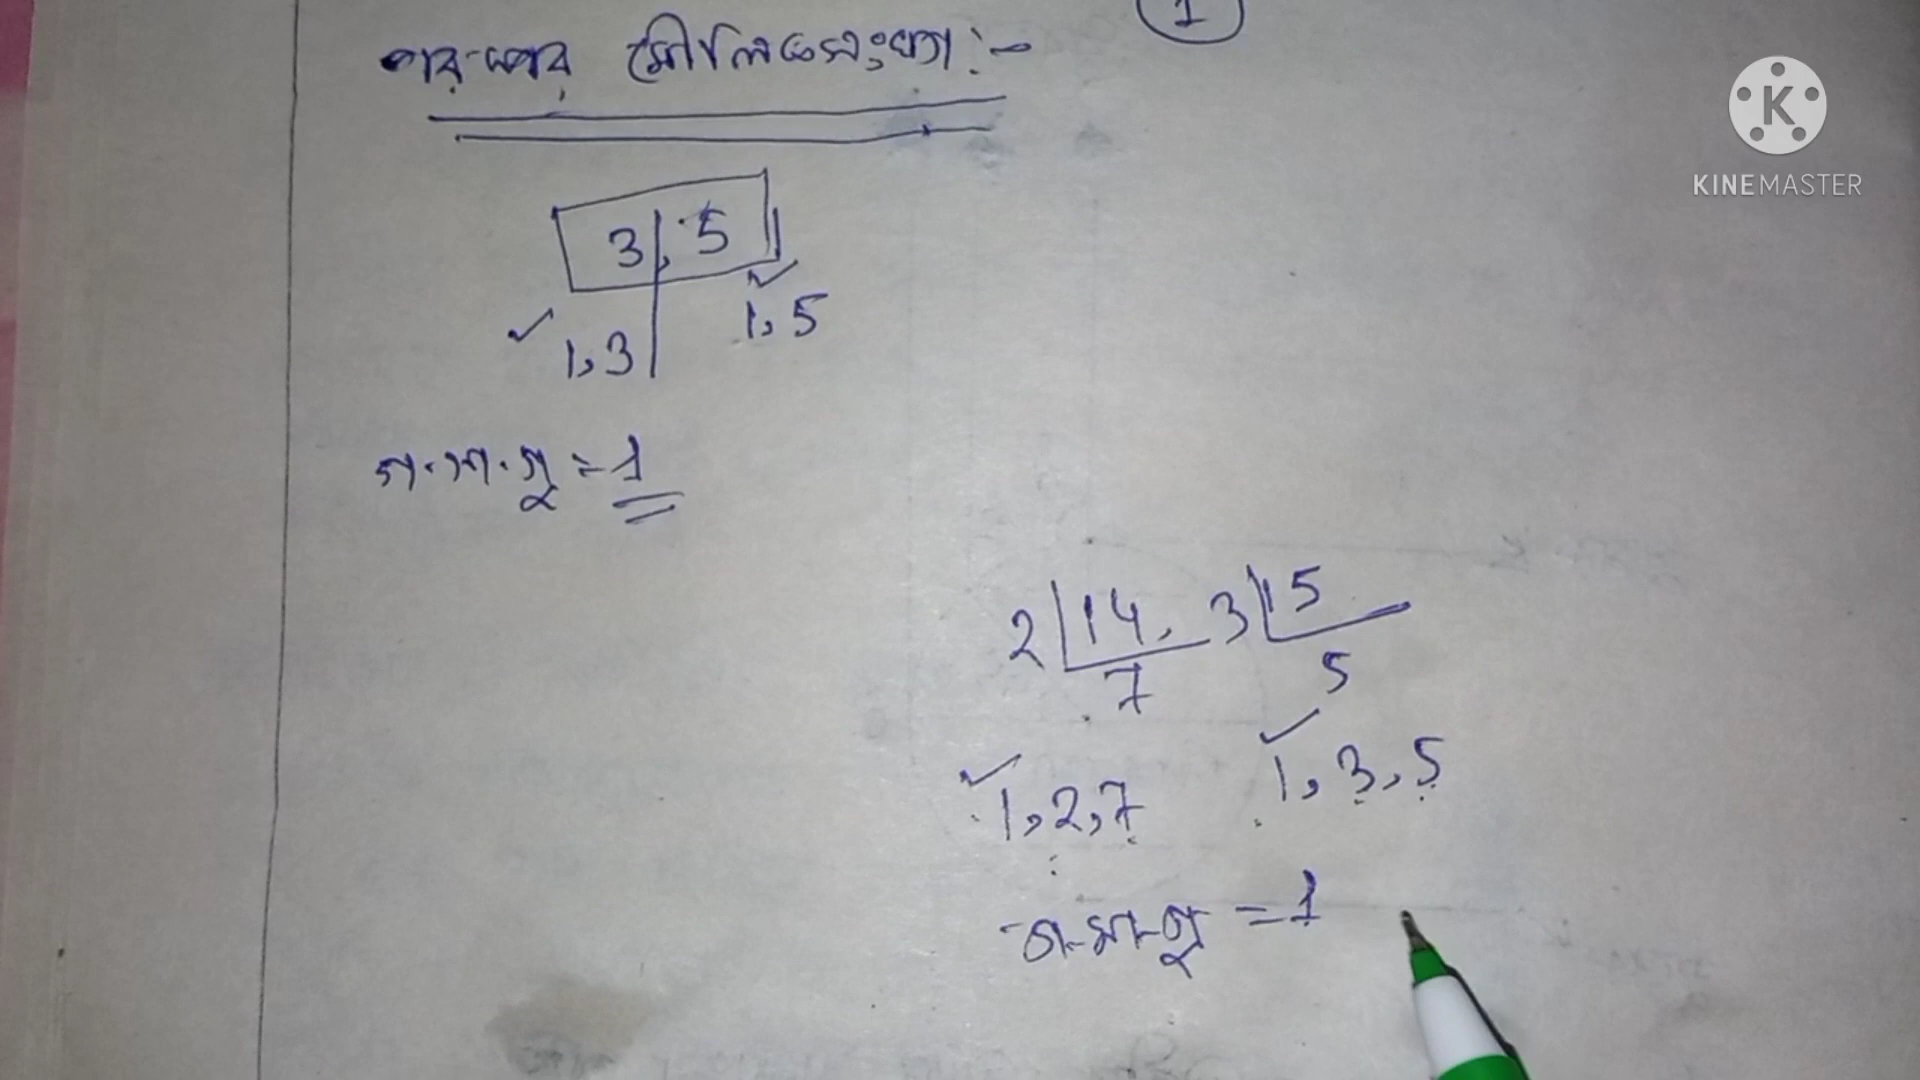 1
পরস্পর মৌলিকসংখ্যা :-
KINEMASTER
3, 5
1, 3
1, 5
গ.সা.গু = 1
2 14, 3 15
7 5
1, 2, 7
1, 3, 5
গ.সা.গু = 1